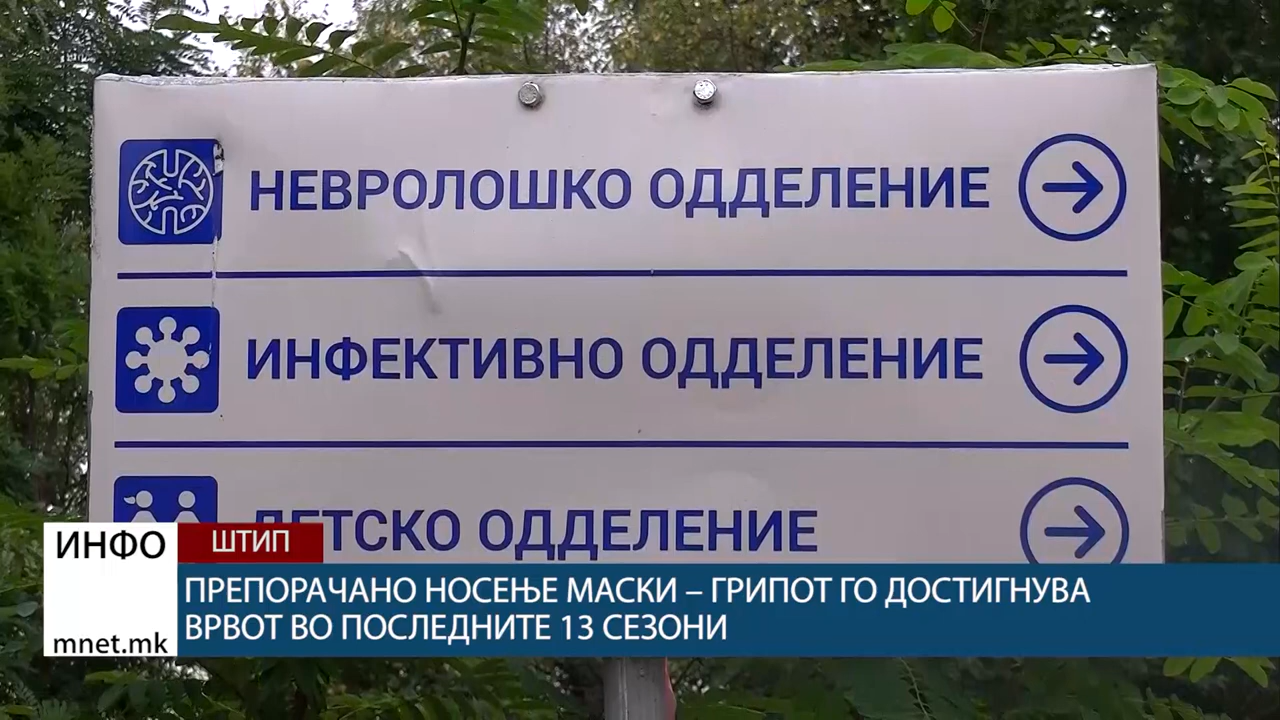 НЕВРОЛОШКО ОДДЕЛЕНИЕ
ИНФЕКТИВНО ОДДЕЛЕНИЕ
ДЕТСКО ОДДЕЛЕНИЕ
ИНФО
mnet.mk
ШТИП
ПРЕПОРАЧАНО НОСЕЊЕ МАСКИ – ГРИПОТ ГО ДОСТИГНУВА
ВРВОТ ВО ПОСЛЕДНИТЕ 13 СЕЗОНИ